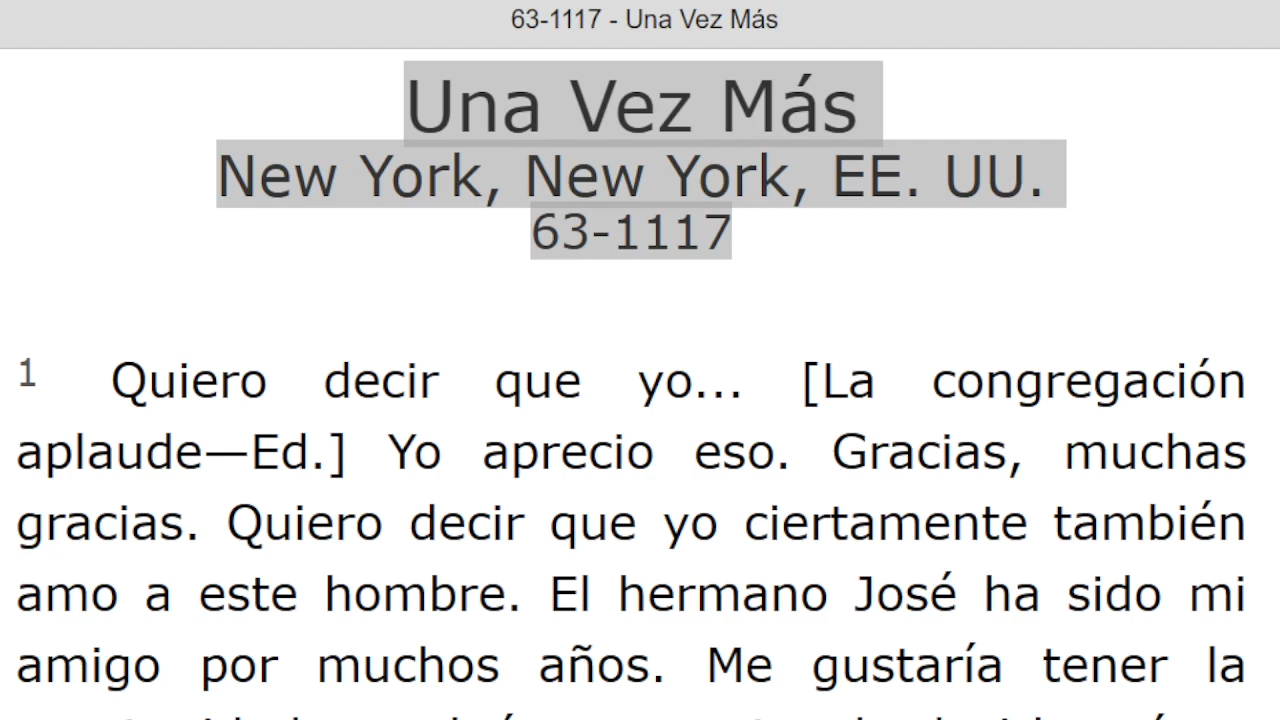 63-1117 - Una Vez Más
Una Vez Más
New York, New York, EE. UU.
63-1117
1 Quiero decir que yo... [La congregación
aplaude—Ed.] Yo aprecio eso. Gracias, muchas
gracias. Quiero decir que yo ciertamente también
amo a este hombre. El hermano José ha sido mi
amigo por muchos años. Me gustaría tener la